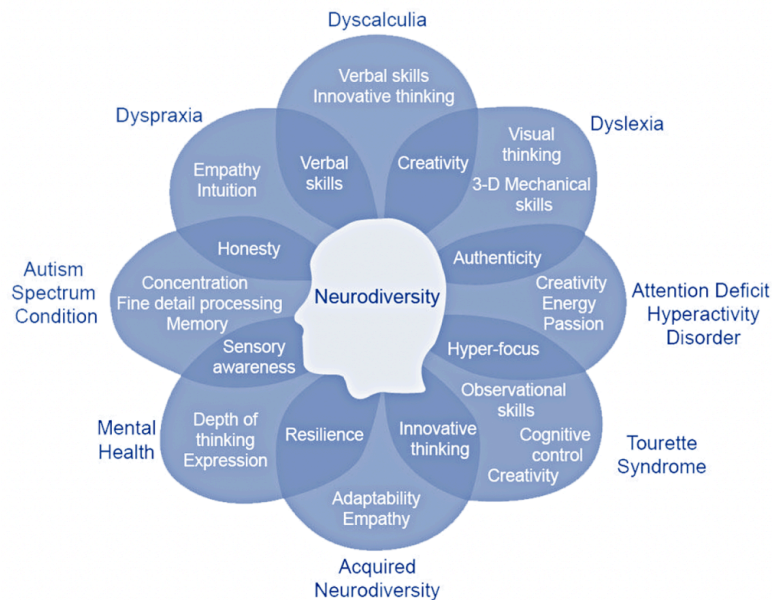 Dyscalculia
Verbal skills
Innovative thinking
Dyspraxia
Dyslexia
Empathy
Intuition
Verbal
skills
Creativity
Visual
thinking
3-D Mechanical
skills
Honesty
Authenticity
Autism
Spectrum
Condition
Concentration
Fine detail processing
Memory
Neurodiversity
Creativity
Energy
Passion
Attention Deficit
Hyperactivity
Disorder
Sensory
awareness
Hyper-focus
Mental
Health
Depth of
thinking
Expression
Resilience
Innovative
thinking
Observational
skills
Cognitive
control
Creativity
Tourette
Syndrome
Adaptability
Empathy
Acquired
Neurodiversity